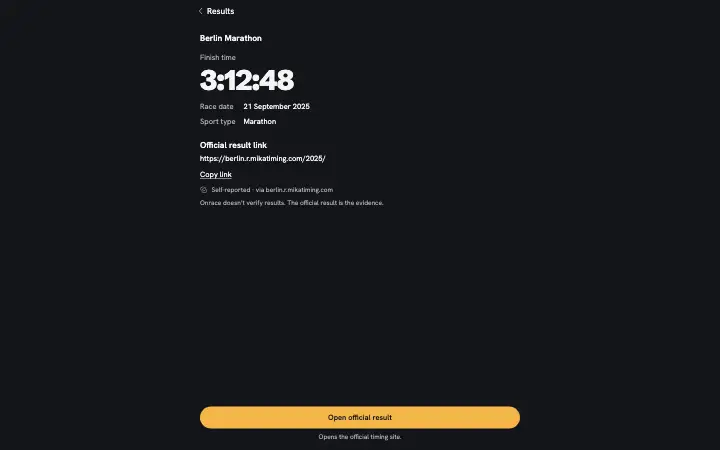 Results
Berlin Marathon
Finish time
3:12:48
Race date 21 September 2025
Sport type Marathon
Official result link
https://berlin.r.mikatiming.com/2025/
Copy link
Self-reported · via berlin.r.mikatiming.com
Onrace doesn't verify results. The official result is the evidence.
Open official result
Opens the official timing site.